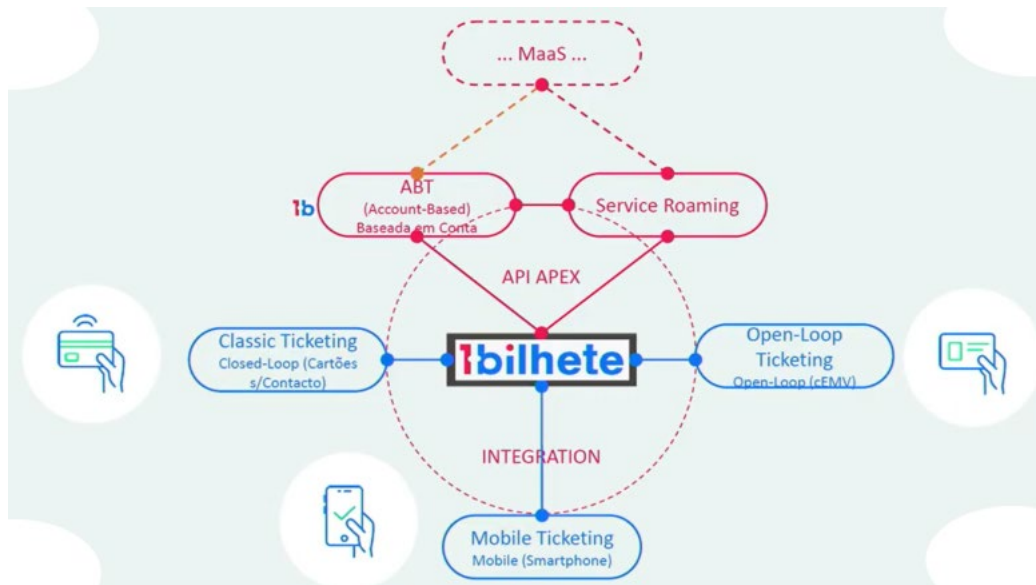 ... MaaS ...
ABT
(Account-Based)
Baseada em Conta
1b
Service Roaming
API APEX
Classic Ticketing
Closed-Loop (Cartões
s/Contacto)
1bilhete
Open-Loop
Ticketing
Open-Loop (cEMV)
INTEGRATION
Mobile Ticketing
Mobile (Smartphone)